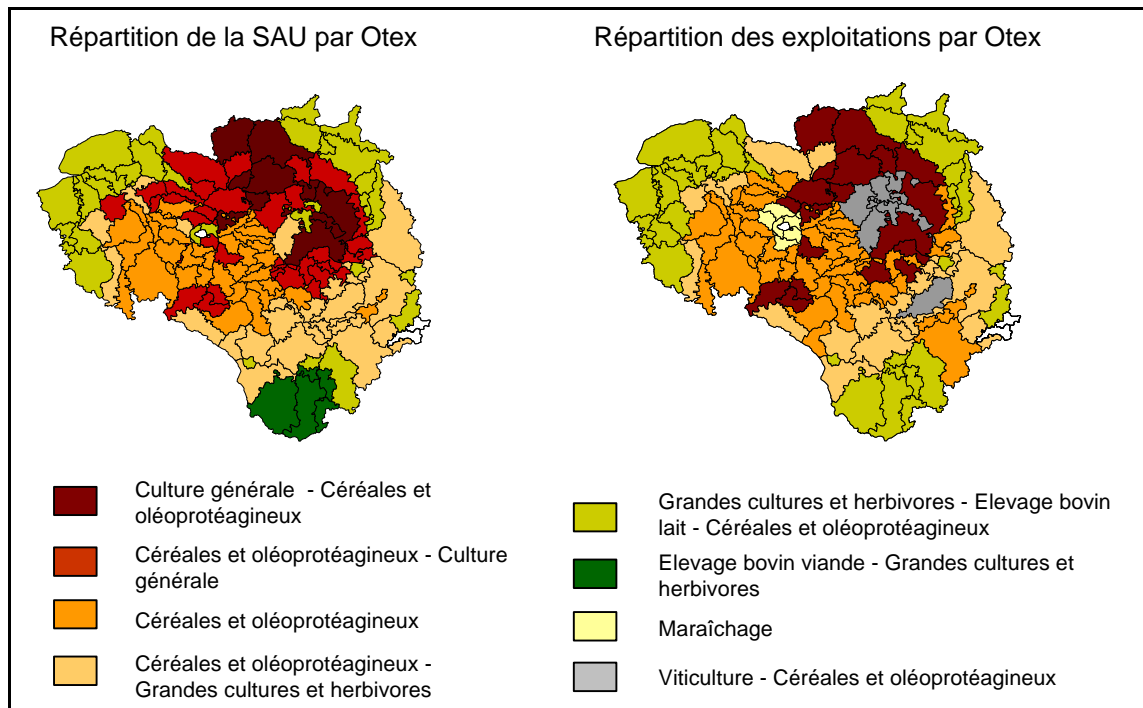 Répartition de la SAU par Otex
Répartition des exploitations par Otex
Culture générale - Céréales et
oléoprotéagineux
Céréales et oléoprotéagineux - Culture
générale
Céréales et oléoprotéagineux
Céréales et oléoprotéagineux -
Grandes cultures et herbivores
Grandes cultures et herbivores - Elevage bovin
lait - Céréales et oléoprotéagineux
Elevage bovin viande - Grandes cultures et
herbivores
Maraîchage
Viticulture - Céréales et oléoprotéagineux